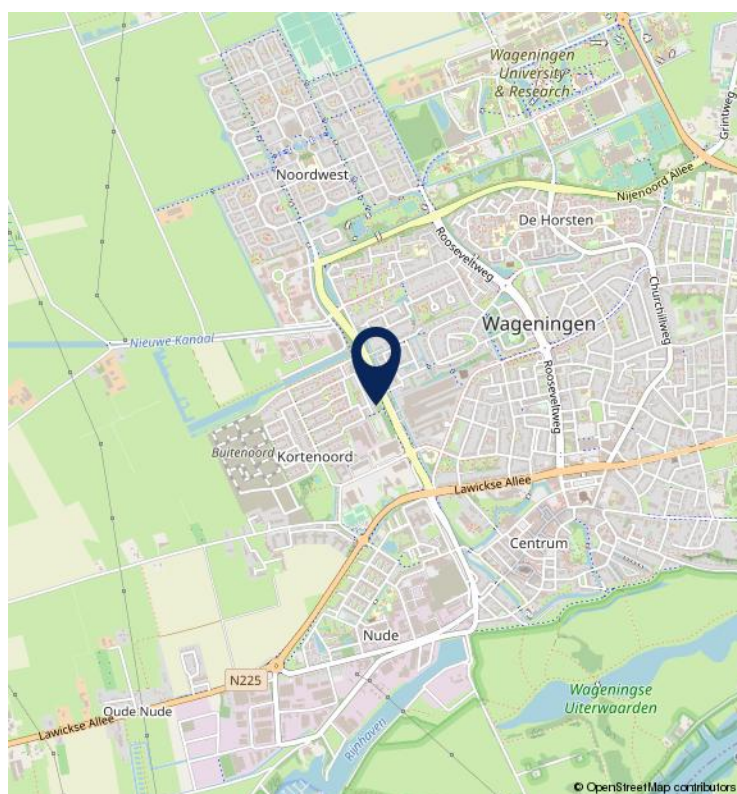 Wageningen
University
& Research
Grintweg
Noordwest
Nijenoord Allee
De Horsten
Rooseveltweg
Churchillweg
Wageningen
Nieuwe Kanaal
Rooseveltweg
Buitenoord
Kortenoord
Lawickse Allee
Centrum
Nude
N225
Wageningse
Uiterwaarden
Oude Nude
Lawickse Allee
Rijnhaven
© OpenStreetMap contributors